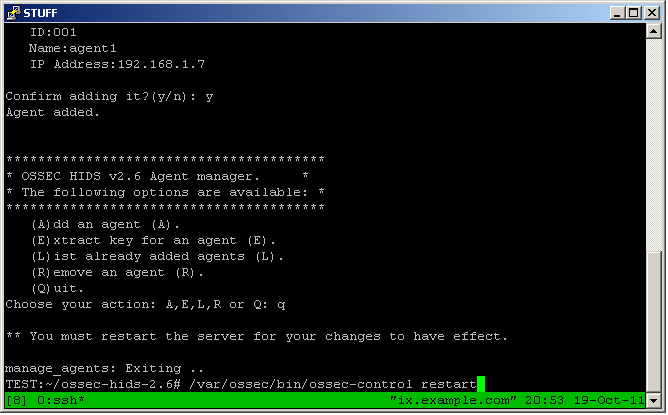 STUFF
ID:001
Name:agent1
IP Address:192.168.1.7
Confirm adding it?(y/n): y
Agent added.
****************************************
* OSSEC HIDS v2.6 Agent manager.     *
* The following options are available: *
****************************************
(A)dd an agent (A).
(E)xtract key for an agent (E).
(L)ist already added agents (L).
(R)emove an agent (R).
(Q)uit.
Choose your action: A,E,L,R or Q: q
** You must restart the server for your changes to have effect.
manage_agents: Exiting ..
TEST:~/ossec-hids-2.6# /var/ossec/bin/ossec-control restart
[8] 0:ssh* "ix.example.com" 20:53 19-Oct-11